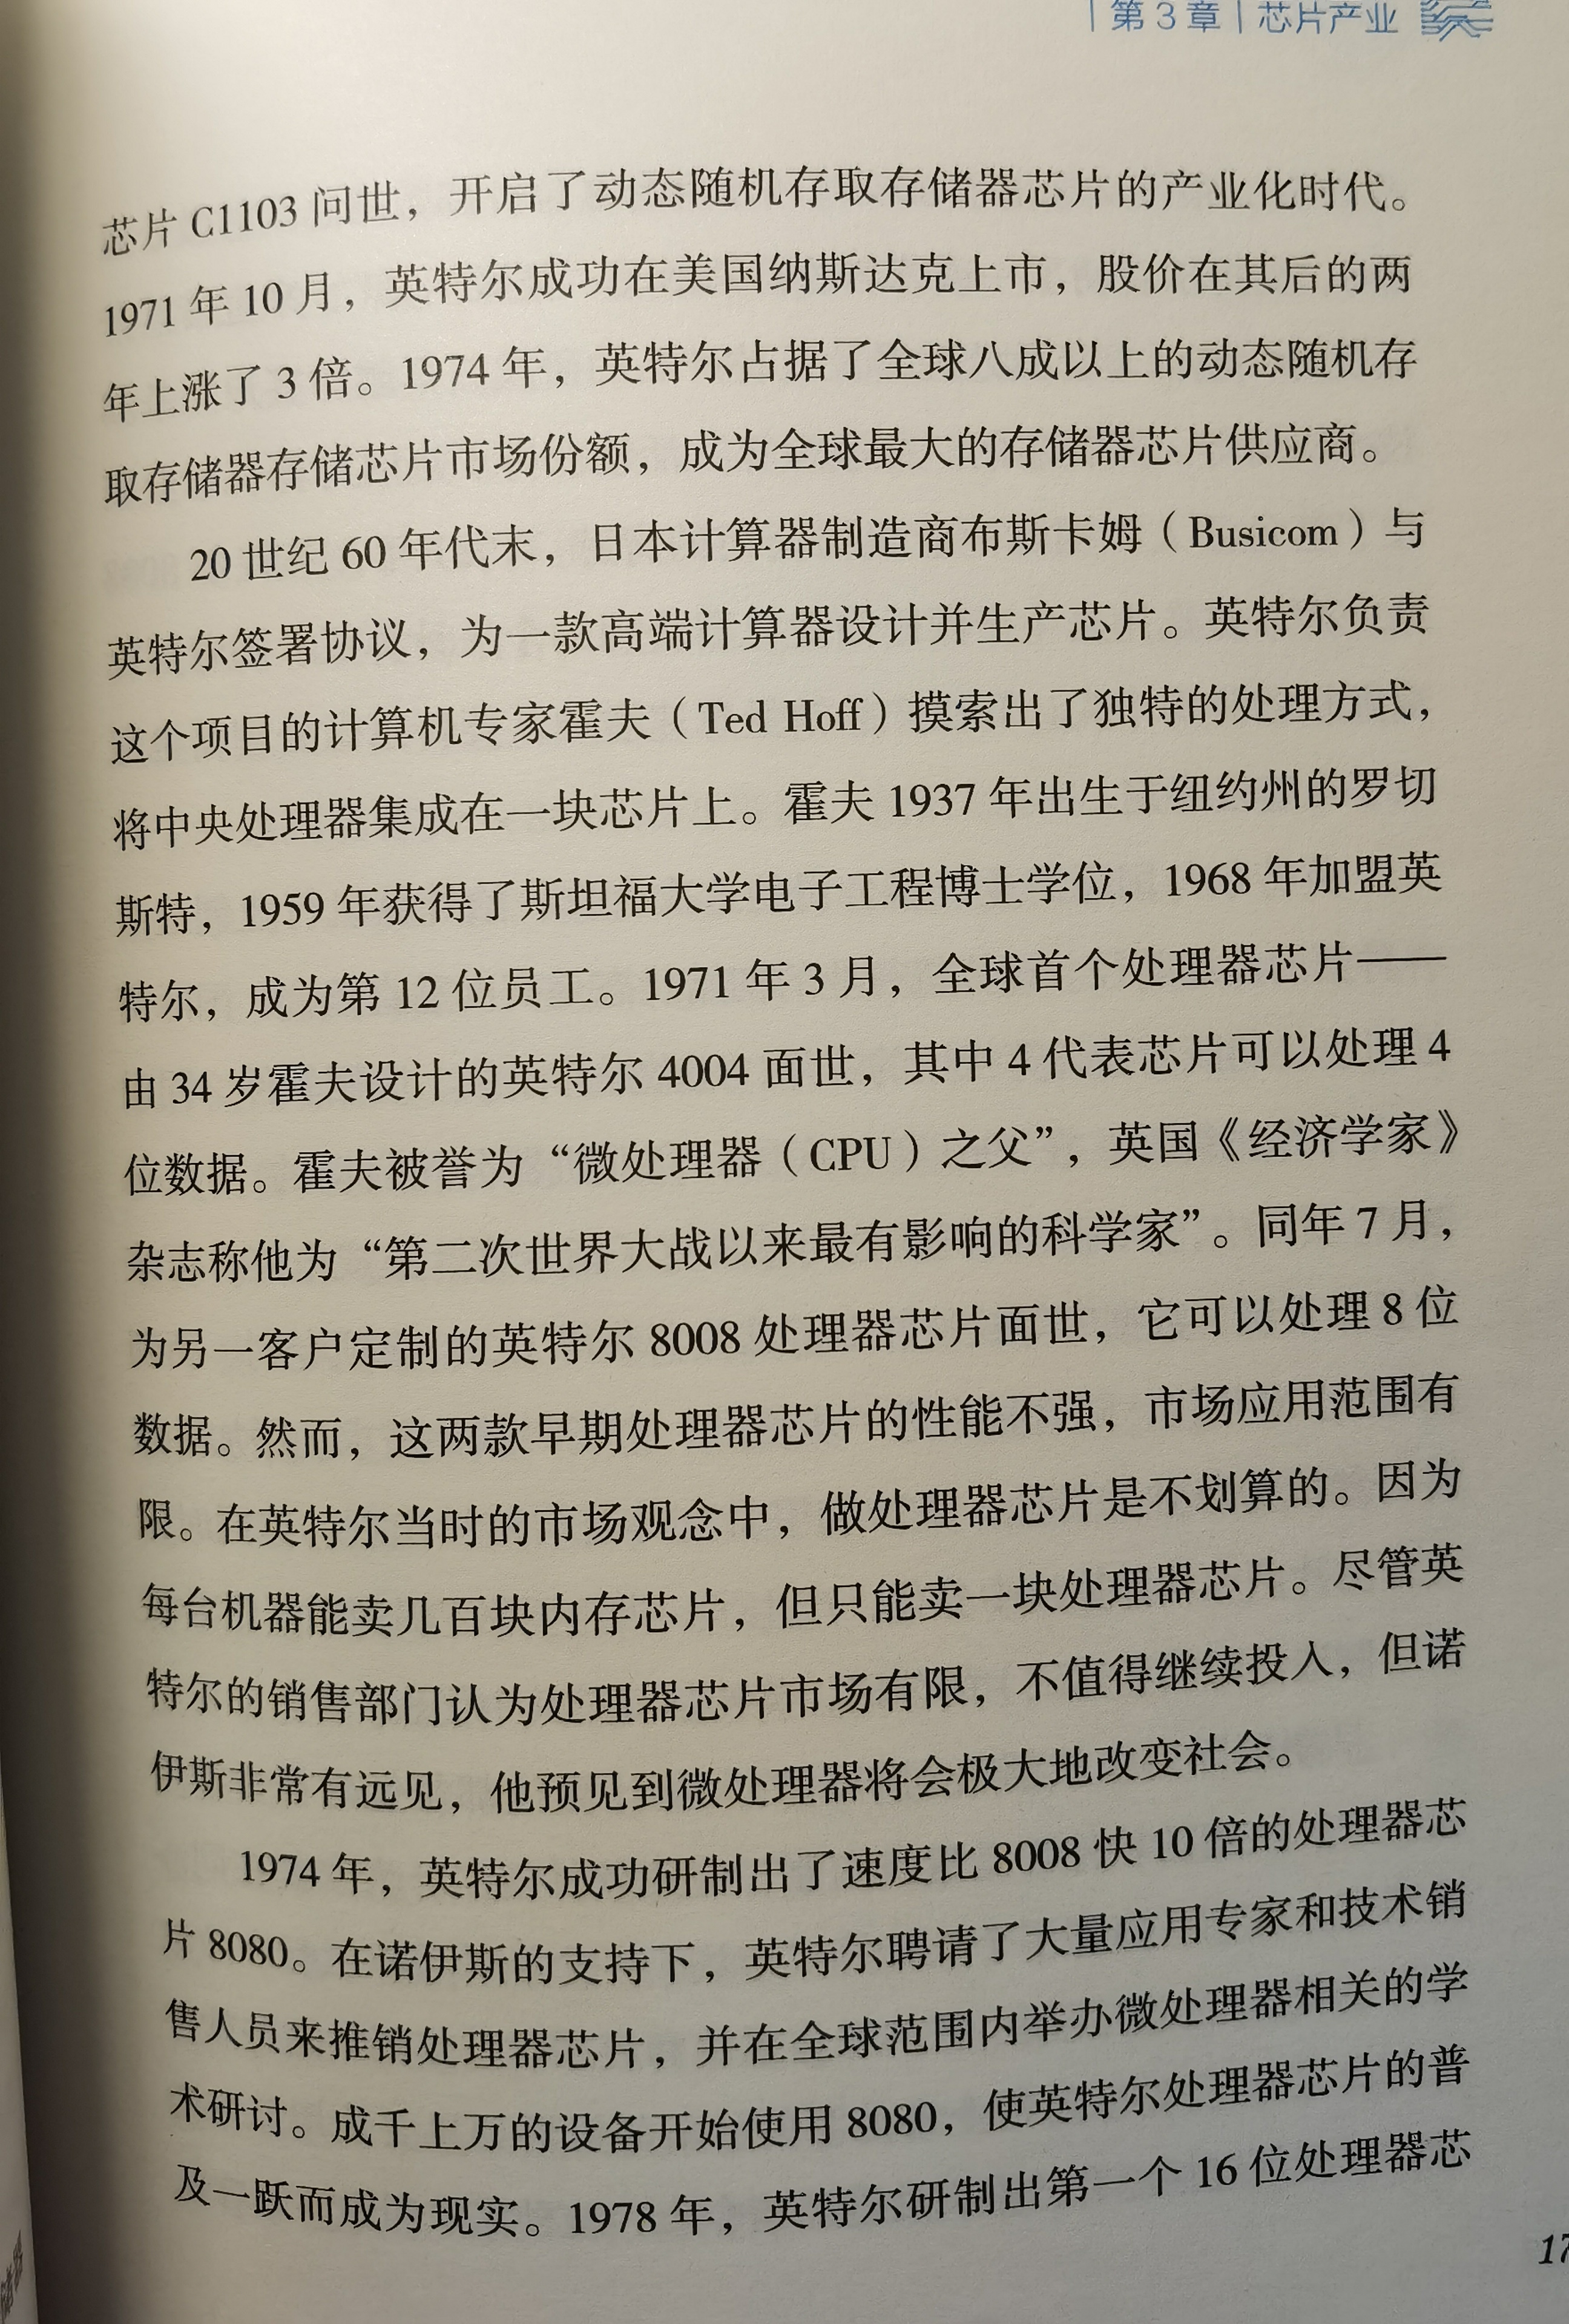 第3章 芯片产业
芯片 C1103 问世，开启了动态随机存取存储器芯片的产业化时代。
1971 年 10 月，英特尔成功在美国纳斯达克上市，股价在其后的两
年上涨了 3 倍。1974 年，英特尔占据了全球八成以上的动态随机存
取存储器存储芯片市场份额，成为全球最大的存储器芯片供应商。
20 世纪 60 年代末，日本计算器制造商布斯卡姆（Busicom）与
英特尔签署协议，为一款高端计算器设计并生产芯片。英特尔负责
这个项目的计算机专家霍夫（Ted Hoff）摸索出了独特的处理方式，
将中央处理器集成在一块芯片上。霍夫 1937 年出生于纽约州的罗切
斯特，1959 年获得了斯坦福大学电子工程博士学位，1968 年加盟英
特尔，成为第 12 位员工。1971 年 3 月，全球首个处理器芯片——
由 34 岁霍夫设计的英特尔 4004 面世，其中 4 代表芯片可以处理 4
位数据。霍夫被誉为“微处理器（CPU）之父”，英国《经济学家》
杂志称他为“第二次世界大战以来最有影响的科学家”。同年 7 月，
为另一客户定制的英特尔 8008 处理器芯片面世，它可以处理 8 位
数据。然而，这两款早期处理器芯片的性能不强，市场应用范围有
限。在英特尔当时的市场观念中，做处理器芯片是不划算的。因为
每台机器能卖几百块内存芯片，但只能卖一块处理器芯片。尽管英
特尔的销售部门认为处理器芯片市场有限，不值得继续投入，但诺
伊斯非常有远见，他预见到微处理器将会极大地改变社会。
1974 年，英特尔成功研制出了速度比 8008 快 10 倍的处理器芯
片 8080。在诺伊斯的支持下，英特尔聘请了大量应用专家和技术销
售人员来推销处理器芯片，并在全球范围内举办微处理器相关的学
术研讨。成千上万的设备开始使用 8080，使英特尔处理器芯片的普
及一跃而成为现实。1978 年，英特尔研制出第一个 16 位处理器芯